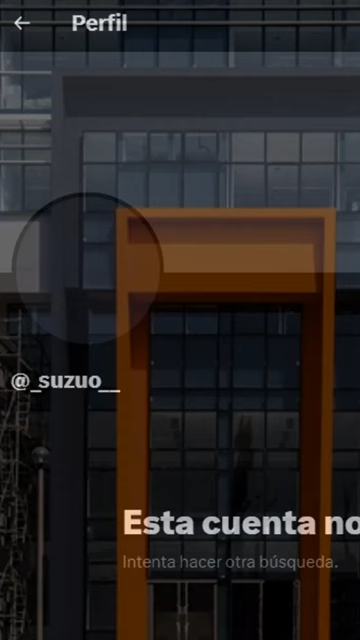 Perfil
@_suzuo__
Esta cuenta no
Intenta hacer otra búsqueda.